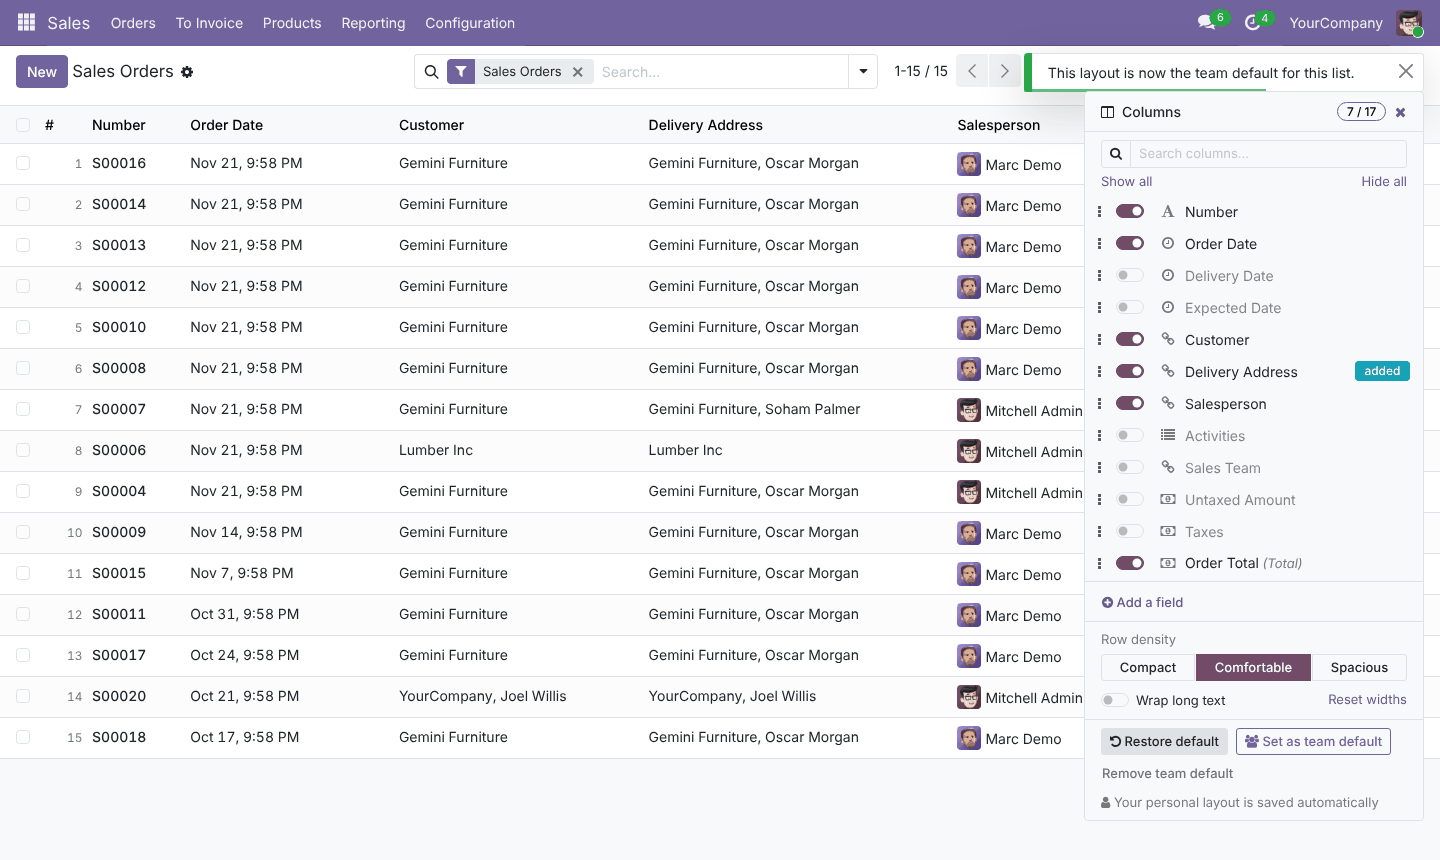 Sales Orders To Invoice Products Reporting Configuration 6 4 YourCompany
New Sales Orders Sales Orders Search... 1-15 / 15
This layout is now the team default for this list.
# Number Order Date Customer Delivery Address Salesperson
1 S00016 Nov 21, 9:58 PM Gemini Furniture Gemini Furniture, Oscar Morgan Marc Demo
2 S00014 Nov 21, 9:58 PM Gemini Furniture Gemini Furniture, Oscar Morgan Marc Demo
3 S00013 Nov 21, 9:58 PM Gemini Furniture Gemini Furniture, Oscar Morgan Marc Demo
4 S00012 Nov 21, 9:58 PM Gemini Furniture Gemini Furniture, Oscar Morgan Marc Demo
5 S00010 Nov 21, 9:58 PM Gemini Furniture Gemini Furniture, Oscar Morgan Marc Demo
6 S00008 Nov 21, 9:58 PM Gemini Furniture Gemini Furniture, Oscar Morgan Marc Demo
7 S00007 Nov 21, 9:58 PM Gemini Furniture Gemini Furniture, Soham Palmer Mitchell Admin
8 S00006 Nov 21, 9:58 PM Lumber Inc Lumber Inc Mitchell Admin
9 S00004 Nov 21, 9:58 PM Gemini Furniture Gemini Furniture, Oscar Morgan Mitchell Admin
10 S00009 Nov 14, 9:58 PM Gemini Furniture Gemini Furniture, Oscar Morgan Marc Demo
11 S00015 Nov 7, 9:58 PM Gemini Furniture Gemini Furniture, Oscar Morgan Marc Demo
12 S00011 Oct 31, 9:58 PM Gemini Furniture Gemini Furniture, Oscar Morgan Marc Demo
13 S00017 Oct 24, 9:58 PM Gemini Furniture Gemini Furniture, Oscar Morgan Marc Demo
14 S00020 Oct 21, 9:58 PM YourCompany, Joel Willis YourCompany, Joel Willis Mitchell Admin
15 S00018 Oct 17, 9:58 PM Gemini Furniture Gemini Furniture, Oscar Morgan Marc Demo
Columns 7 / 17
Search columns...
Show all Hide all
Number
Order Date
Delivery Date
Expected Date
Customer
Delivery Address added
Salesperson
Activities
Sales Team
Untaxed Amount
Taxes
Order Total (Total)
Add a field
Row density
Compact Comfortable Spacious
Wrap long text Reset widths
Restore default Set as team default
Remove team default
Your personal layout is saved automatically